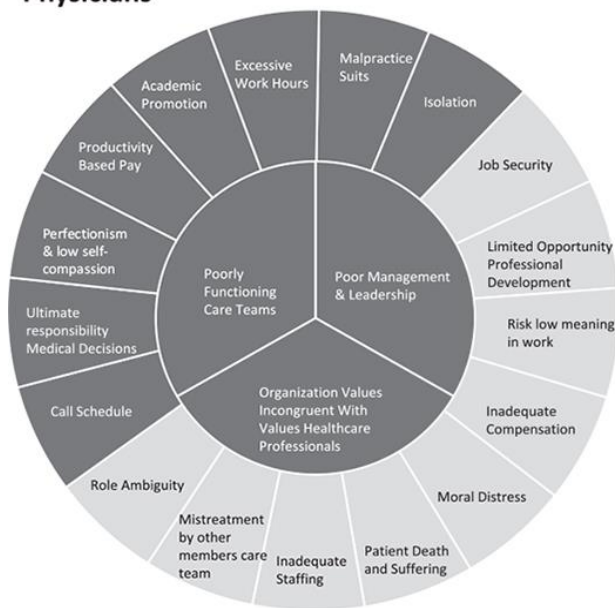 Physicians
Excessive
Work Hours
Malpractice
Suits
Isolation
Job Security
Limited Opportunity
Professional
Development
Risk low meaning
in work
Inadequate
Compensation
Moral Distress
Patient Death
and Suffering
Inadequate
Staffing
Mistreatment
by other
members care
team
Role Ambiguity
Call Schedule
Ultimate
responsibility
Medical Decisions
Perfectionism
& low self-
compassion
Productivity
Based Pay
Academic
Promotion
Poorly
Functioning
Care Teams
Poor Management
& Leadership
Organization Values
Incongruent With
Values Healthcare
Professionals